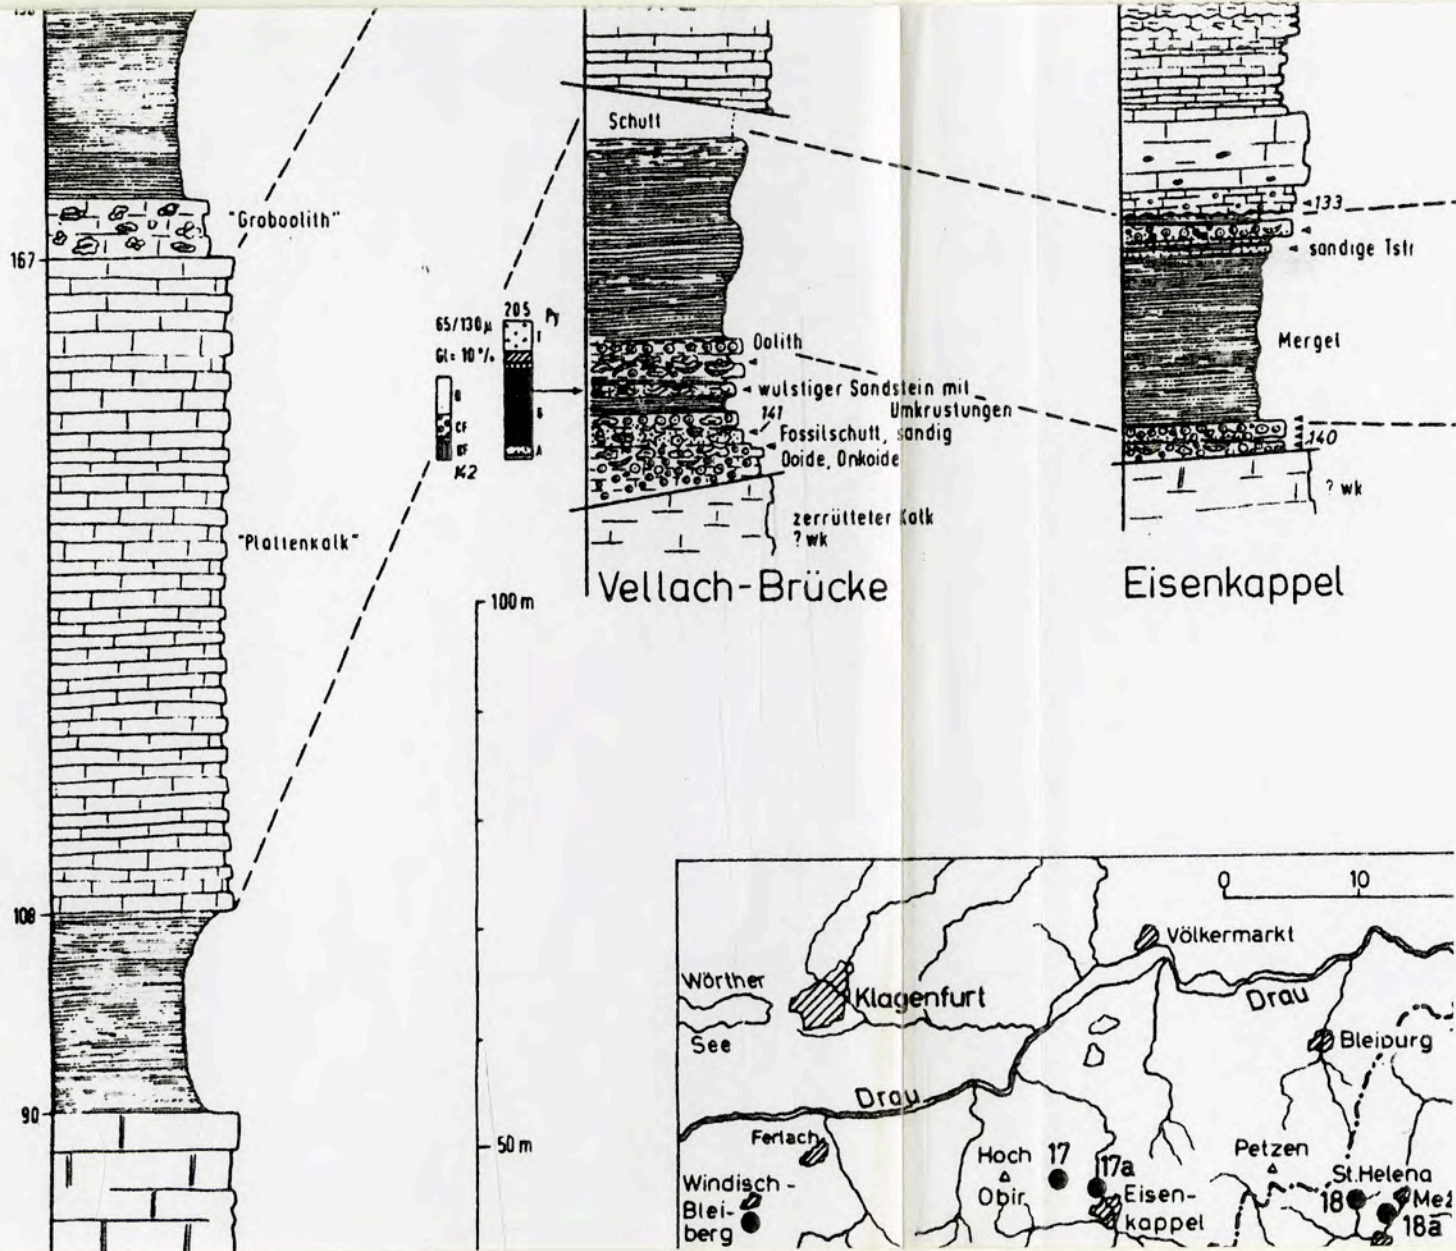 "Groboolith"
167
"Plattenkalk"
108
90
65/130 µ
Gl = 10 %
CF
142
205
Py
A
Schutt
Oolith
wulstiger Sandstein mit
Umkrustungen
141
Fossilschutt, sandig
Ooide, Onkoide
zerrütteter Kalk
? wk
Vellach-Brücke
133
sandige Tstr
Mergel
140
? wk
Eisenkappel
100 m
50 m
0 10
Völkermarkt
Wörther
See
Klagenfurt
Drau
Bleiburg
Drau
Ferlach
Windisch-
Blei-
berg
Hoch
Obir
17
17a
Eisen-
kappel
Petzen
St. Helena
18
Mež
18a